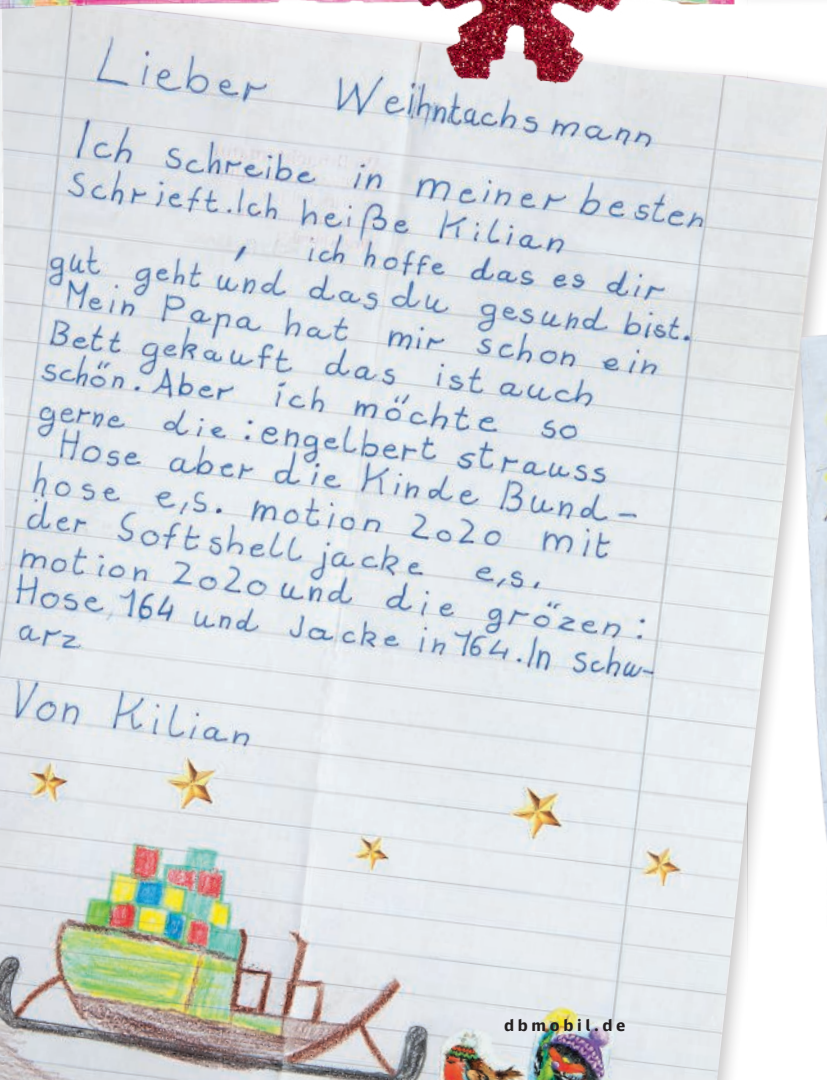 Lieber Weihntachsmann
Ich schreibe in meiner besten
Schrieft.Ich heiße Kilian
, ich hoffe das es dir
gut geht und das du gesund bist.
Mein Papa hat mir schon ein
Bett gekauft das ist auch
schön. Aber ich möchte so
gerne die:engelbert strauss
Hose aber die Kinde Bund-
hose e,s. motion 2020 mit
der Softshell jacke e,s,
motion 2020 und die grözen:
Hose, 164 und Jacke in 164.In schw-
arz
Von Kilian
dbmobil.de